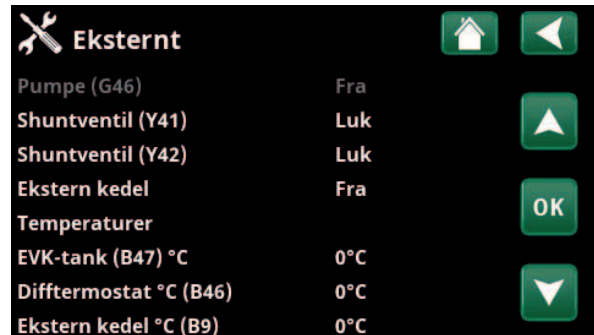 Eksternt
Pumpe (G46) Fra
Shuntventil (Y41) Luk
Shuntventil (Y42) Luk
Ekstern kedel Fra
Temperaturer
OK
EVK-tank (B47) °C 0°C
Difftermostat °C (B46) 0°C
Ekstern kedel °C (B9) 0°C